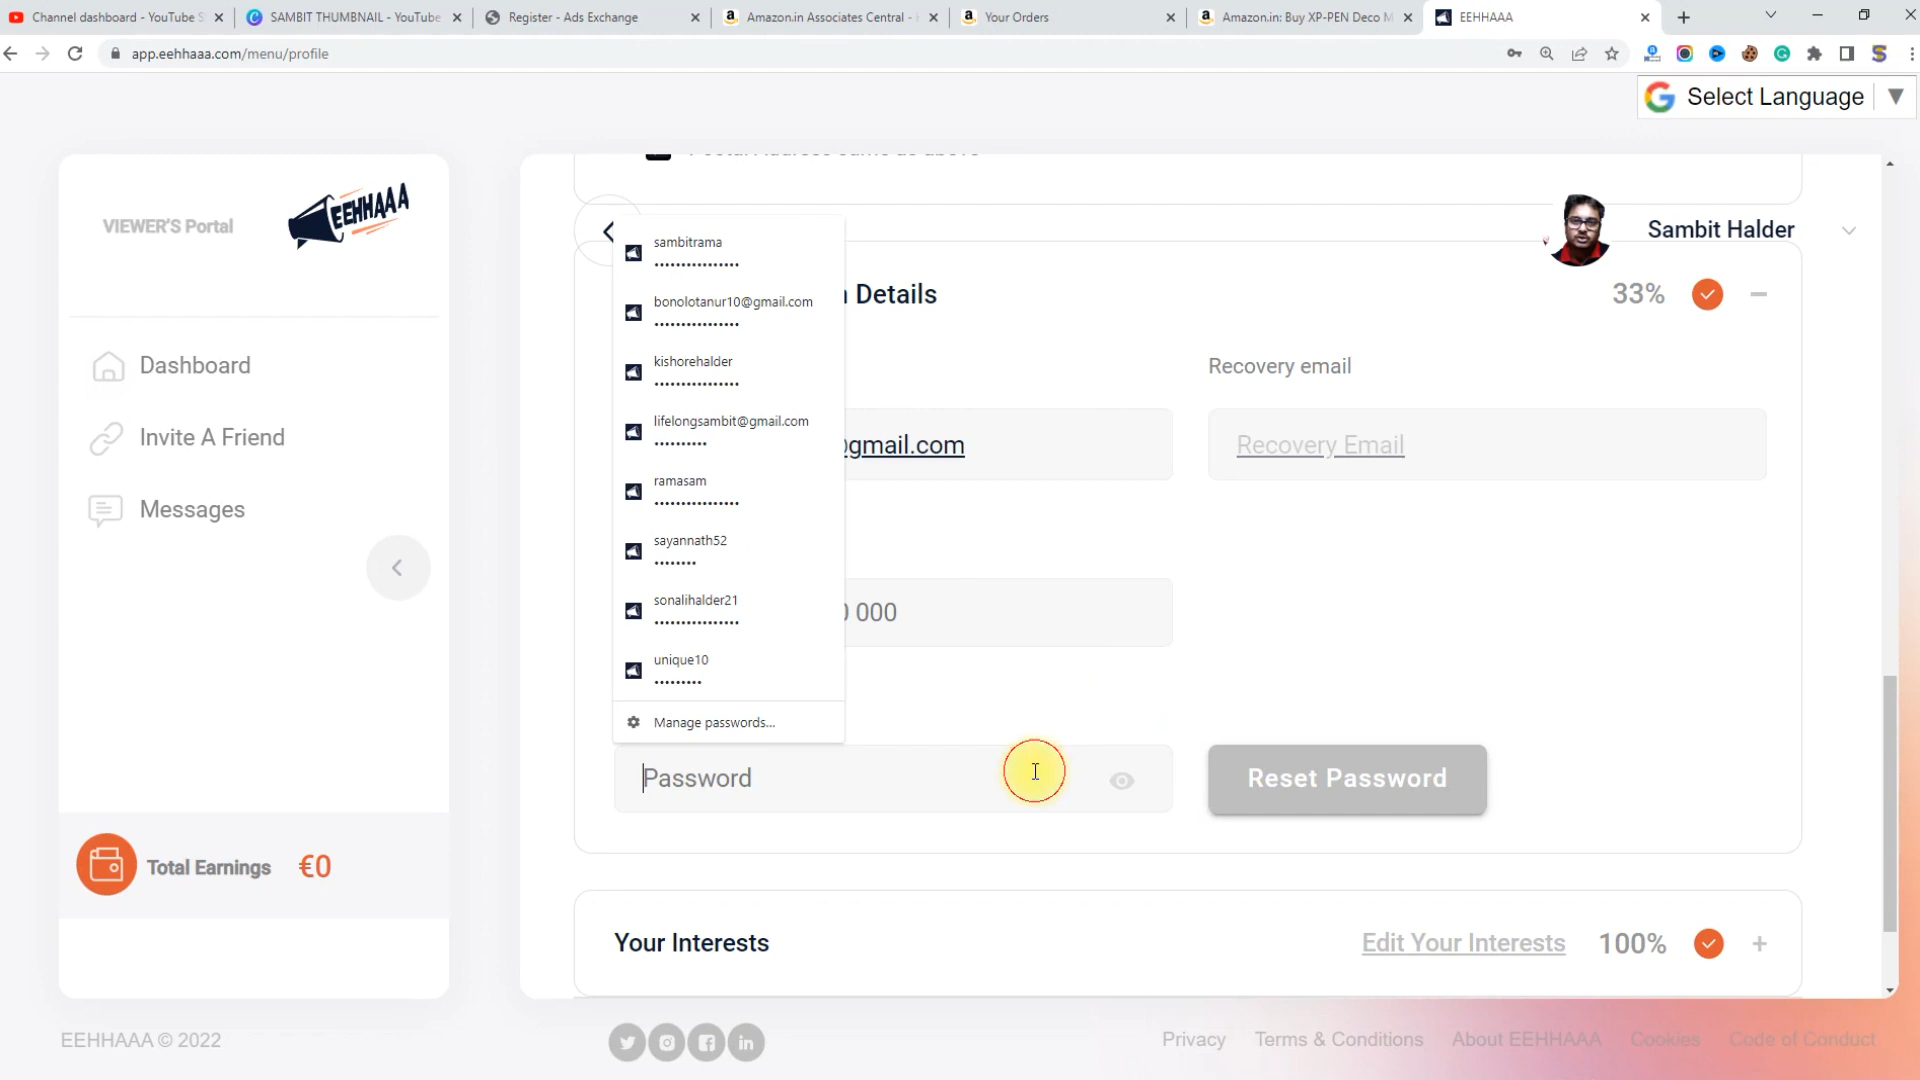 Channel dashboard - YouTube S
SAMBIT THUMBNAIL - YouTube
Register - Ads Exchange
Amazon.in Associates Central - H
Your Orders
Amazon.in: Buy XP-PEN Deco M
EEHHAAA
app.eehhaaa.com/menu/profile
Select Language
VIEWER'S Portal
EEHHAAA
Dashboard
Invite A Friend
Messages
Total Earnings €0
Sambit Halder
Details 33%
Recovery email
@gmail.com
Recovery Email
0 000
sambitrama
••••••••••••••••
bonolotanur10@gmail.com
••••••••••••••••
kishorehalder
••••••••••••••••
lifelongsambit@gmail.com
••••••••••
ramasam
••••••••••••••••
sayannath52
••••••••
sonalihalder21
••••••••••••••••
unique10
•••••••••
Manage passwords...
Password
Reset Password
Your Interests Edit Your Interests 100%
EEHHAAA © 2022
Privacy Terms & Conditions About EEHHAAA Cookies Code of Conduct